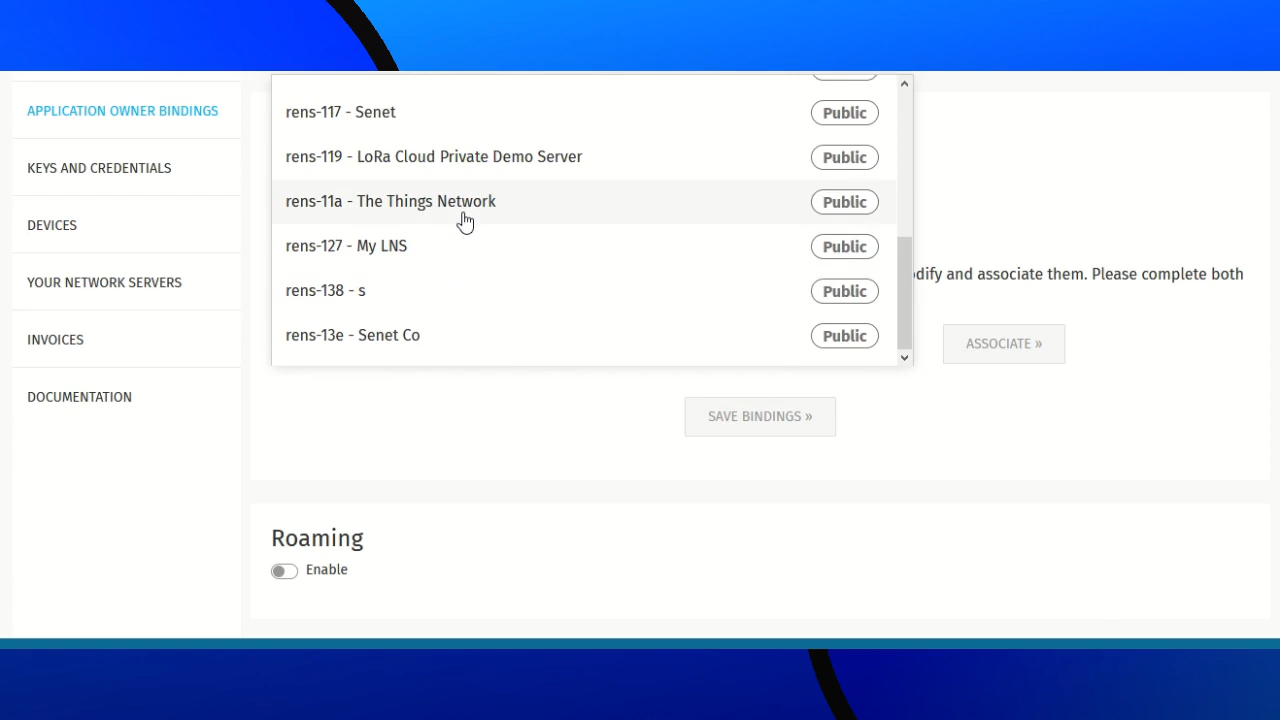 APPLICATION OWNER BINDINGS
KEYS AND CREDENTIALS
DEVICES
YOUR NETWORK SERVERS
INVOICES
DOCUMENTATION
rens-117 - Senet Public
rens-119 - LoRa Cloud Private Demo Server Public
rens-11a - The Things Network Public
rens-127 - My LNS Public
rens-138 - s Public
rens-13e - Senet Co Public
and associate them. Please complete both
ASSOCIATE »
SAVE BINDINGS »
Roaming
Enable